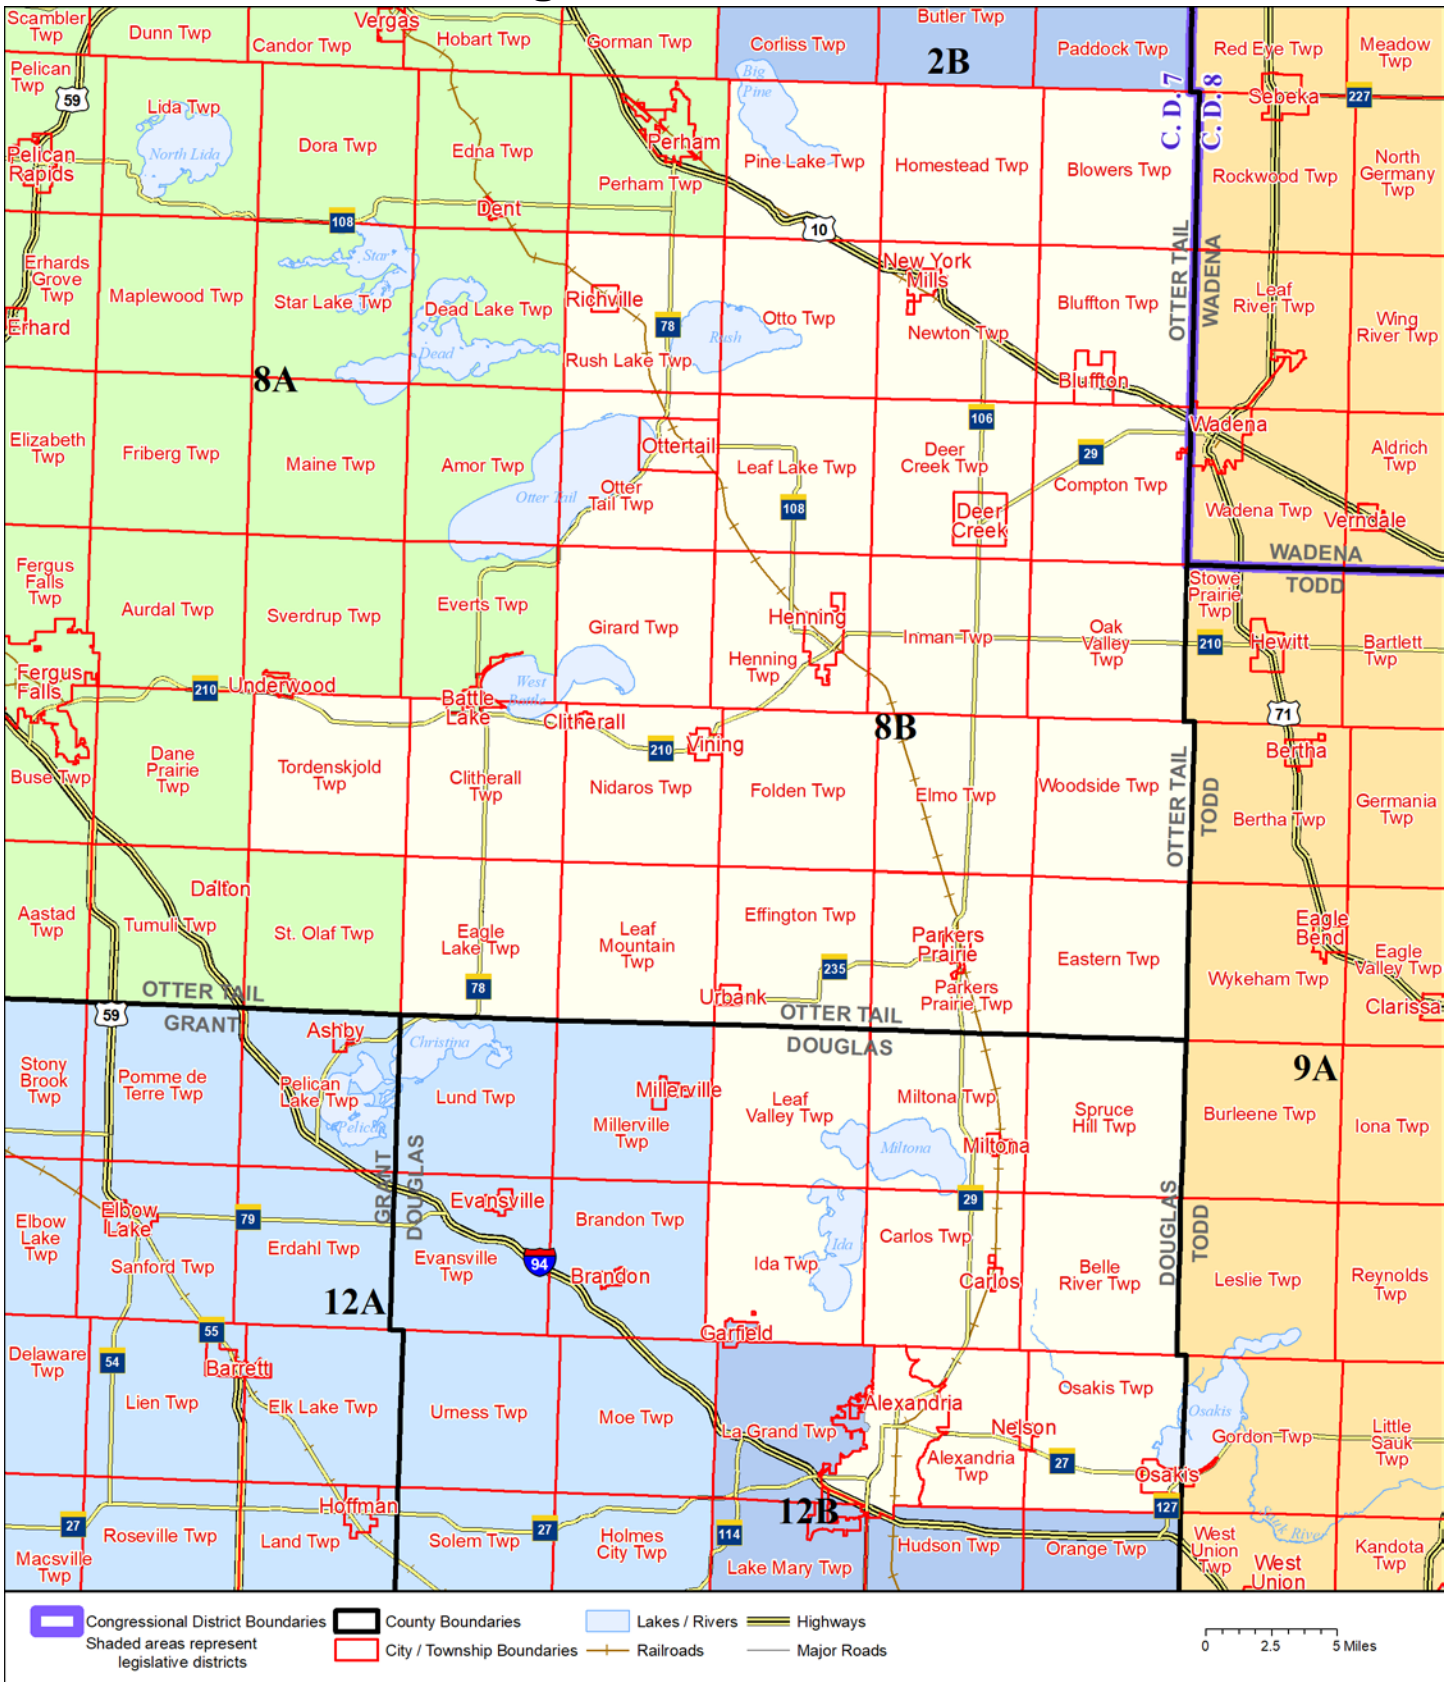 Scambler
Twp
Dunn Twp
Candor Twp
Vergas
Hobart Twp
Gorman Twp
Corliss Twp
Butler Twp
2B
Paddock Twp
Red Eye Twp
Meadow
Twp
Pelican
Twp
59
Lida Twp
North Lida
Dora Twp
Edna Twp
Perham
Perham Twp
Big
Pine
Pine Lake Twp
Homestead Twp
Blowers Twp
C. D. 7
C. D. 8
Sebeka
227
Rockwood Twp
North
Germany
Twp
Pelican
Rapids
108
Dent
10
Star
Erhards
Grove
Twp
Maplewood Twp
Star Lake Twp
Dead Lake Twp
Dead
Richville
78
Rush
Rush Lake Twp
Otto Twp
New York
Mills
Newton Twp
Bluffton Twp
Bluffton
OTTER TAIL
WADENA
Leaf
River Twp
Wing
River Twp
Erhard
8A
Elizabeth
Twp
Friberg Twp
Maine Twp
Amor Twp
Otter Tail
Ottertail
Otter
Tail Twp
Leaf Lake Twp
108
106
Deer
Creek Twp
Deer
Creek
29
Compton Twp
Wadena
Wadena Twp
Aldrich
Twp
Verndale
WADENA
TODD
Fergus
Falls
Twp
Aurdal Twp
Sverdrup Twp
Everts Twp
Girard Twp
Henning
Henning
Twp
Inman Twp
Oak
Valley
Twp
Stowe
Prairie
Twp
210
Hewitt
Bartlett
Twp
Fergus
Falls
210
Underwood
Battle
Lake
West
Battle
Clitherall
210
Vining
8B
71
Bertha
Buse Twp
Dane
Prairie
Twp
Tordenskjold
Twp
Clitherall
Twp
Nidaros Twp
Folden Twp
Elmo Twp
Woodside Twp
OTTER TAIL
TODD
Bertha Twp
Germania
Twp
Dalton
Aastad
Twp
Tumuli Twp
St. Olaf Twp
Eagle
Lake Twp
78
Leaf
Mountain
Twp
Effington Twp
235
Urbank
Parkers
Prairie
Parkers
Prairie Twp
Eastern Twp
Eagle
Bend
Wykeham Twp
Eagle
Valley Twp
Clarissa
OTTER TAIL
GRANT
59
OTTER TAIL
DOUGLAS
Ashby
Christina
Stony
Brook
Twp
Pomme de
Terre Twp
Pelican
Lake Twp
Pelican
Lund Twp
Millerville
Millerville
Twp
Leaf
Valley Twp
Miltona Twp
Miltona
Miltona
Spruce
Hill Twp
9A
Burleene Twp
Iona Twp
GRANT
DOUGLAS
DOUGLAS
TODD
Elbow
Lake
Twp
Elbow
Lake
79
Sanford Twp
Erdahl Twp
Evansville
Evansville
Twp
94
Brandon Twp
Brandon
Ida Twp
Ida
29
Carlos Twp
Carlos
Belle
River Twp
Leslie Twp
Reynolds
Twp
12A
Garfield
Delaware
Twp
54
55
Barrett
Lien Twp
Elk Lake Twp
Urness Twp
Moe Twp
La Grand Twp
Alexandria
Alexandria
Twp
Nelson
27
Osakis Twp
Osakis
Osakis
127
Gordon Twp
Little
Sauk
Twp
Sauk River
27
Macsville
Twp
Roseville Twp
Land Twp
Hoffman
Solem Twp
27
Holmes
City Twp
114
12B
Lake Mary Twp
Hudson Twp
Orange Twp
West
Union
Twp
West
Union
Kandota
Twp
Congressional District Boundaries
Shaded areas represent
legislative districts
County Boundaries
City / Township Boundaries
Lakes / Rivers
Railroads
Highways
Major Roads
0 2.5 5 Miles